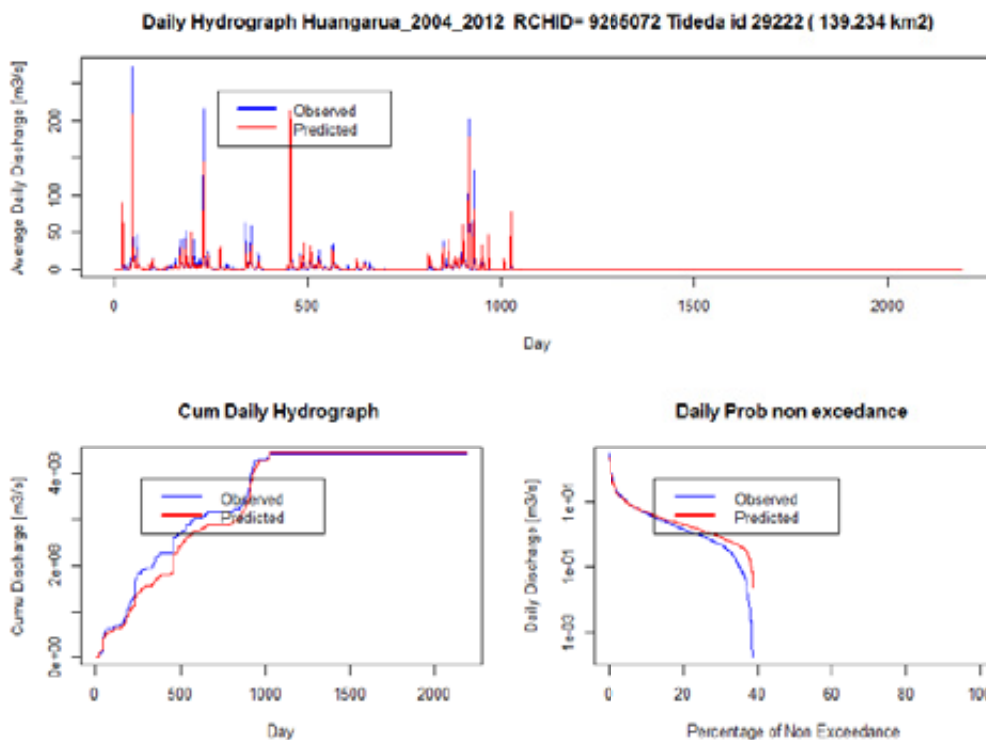 Daily Hydrograph Huangarua_2004_2012 RCHID= 9265072 Tideda id 29222 ( 139.234 km2)
Average Daily Discharge [m3/s]
200
100
50
0
Observed
Predicted
0
500
1000
1500
2000
Day
Cum Daily Hydrograph
Cumu Discharge [m3/s]
4e+03
2e+03
0e+00
Observed
Predicted
0
500
1000
1500
2000
Day
Daily Prob non excedance
Daily Discharge [m3/s]
1e+01
1e-01
1e-03
Observed
Predicted
0
20
40
60
80
100
Percentage of Non Exceedance